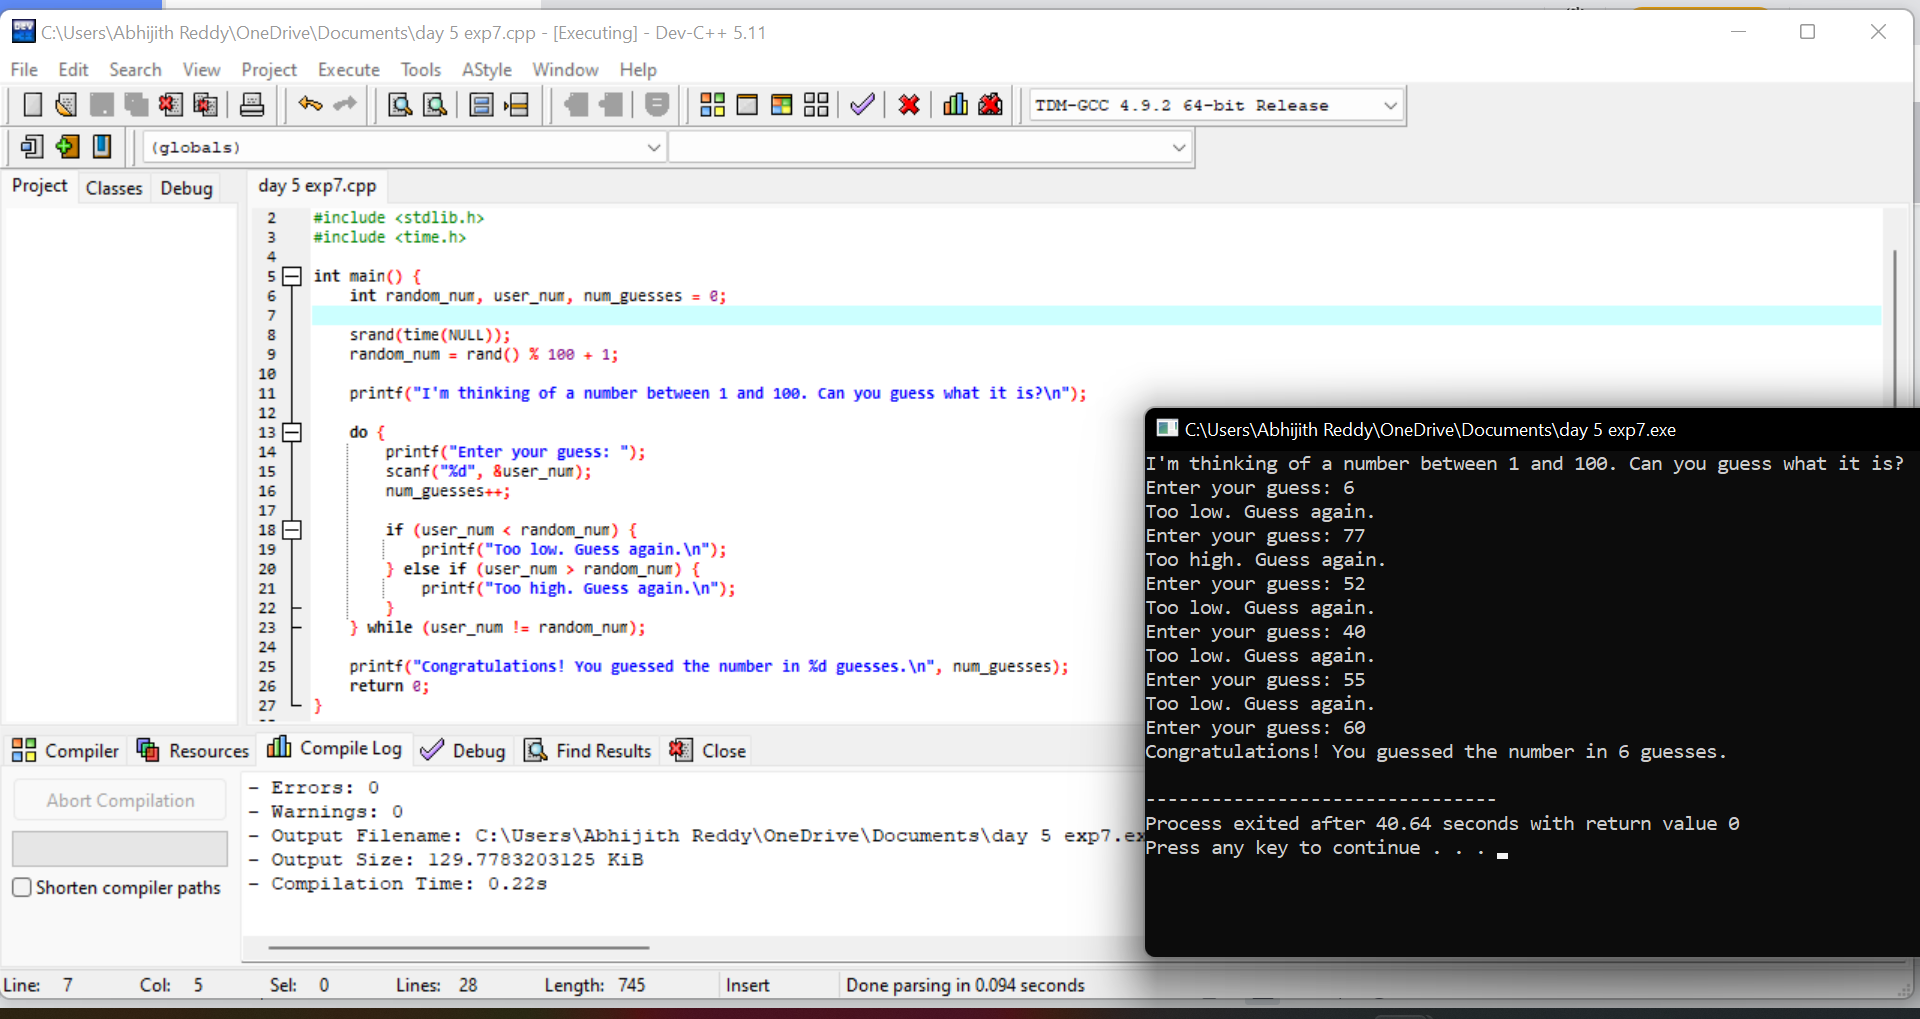 C:\Users\Abhijith Reddy\OneDrive\Documents\day 5 exp7.cpp - [Executing] - Dev-C++ 5.11
File Edit Search View Project Execute Tools AStyle Window Help
TDM-GCC 4.9.2 64-bit Release
(globals)
Project Classes Debug
day 5 exp7.cpp
2 #include <stdlib.h>
3 #include <time.h>
4
5 int main() {
6 int random_num, user_num, num_guesses = 0;
7
8 srand(time(NULL));
9 random_num = rand() % 100 + 1;
10
11 printf("I'm thinking of a number between 1 and 100. Can you guess what it is?\n");
12
13 do {
14 printf("Enter your guess: ");
15 scanf("%d", &user_num);
16 num_guesses++;
17
18 if (user_num < random_num) {
19 printf("Too low. Guess again.\n");
20 } else if (user_num > random_num) {
21 printf("Too high. Guess again.\n");
22 }
23 } while (user_num != random_num);
24
25 printf("Congratulations! You guessed the number in %d guesses.\n", num_guesses);
26 return 0;
27 }
C:\Users\Abhijith Reddy\OneDrive\Documents\day 5 exp7.exe
I'm thinking of a number between 1 and 100. Can you guess what it is?
Enter your guess: 6
Too low. Guess again.
Enter your guess: 77
Too high. Guess again.
Enter your guess: 52
Too low. Guess again.
Enter your guess: 40
Too low. Guess again.
Enter your guess: 55
Too low. Guess again.
Enter your guess: 60
Congratulations! You guessed the number in 6 guesses.
--------------------------------
Process exited after 40.64 seconds with return value 0
Press any key to continue . . .
Compiler Resources Compile Log Debug Find Results Close
Abort Compilation
Shorten compiler paths
- Errors: 0
- Warnings: 0
- Output Filename: C:\Users\Abhijith Reddy\OneDrive\Documents\day 5 exp7.ex
- Output Size: 129.7783203125 KiB
- Compilation Time: 0.22s
Line: 7 Col: 5 Sel: 0 Lines: 28 Length: 745 Insert Done parsing in 0.094 seconds